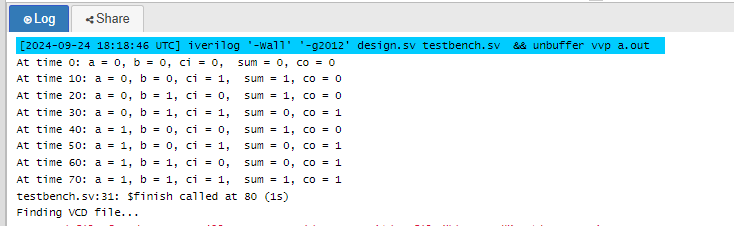 Log Share
[2024-09-24 18:18:46 UTC] iverilog '-Wall' '-g2012' design.sv testbench.sv && unbuffer vvp a.out
At time 0: a = 0, b = 0, ci = 0, sum = 0, co = 0
At time 10: a = 0, b = 0, ci = 1, sum = 1, co = 0
At time 20: a = 0, b = 1, ci = 0, sum = 1, co = 0
At time 30: a = 0, b = 1, ci = 1, sum = 0, co = 1
At time 40: a = 1, b = 0, ci = 0, sum = 1, co = 0
At time 50: a = 1, b = 0, ci = 1, sum = 0, co = 1
At time 60: a = 1, b = 1, ci = 0, sum = 0, co = 1
At time 70: a = 1, b = 1, ci = 1, sum = 1, co = 1
testbench.sv:31: $finish called at 80 (1s)
Finding VCD file...